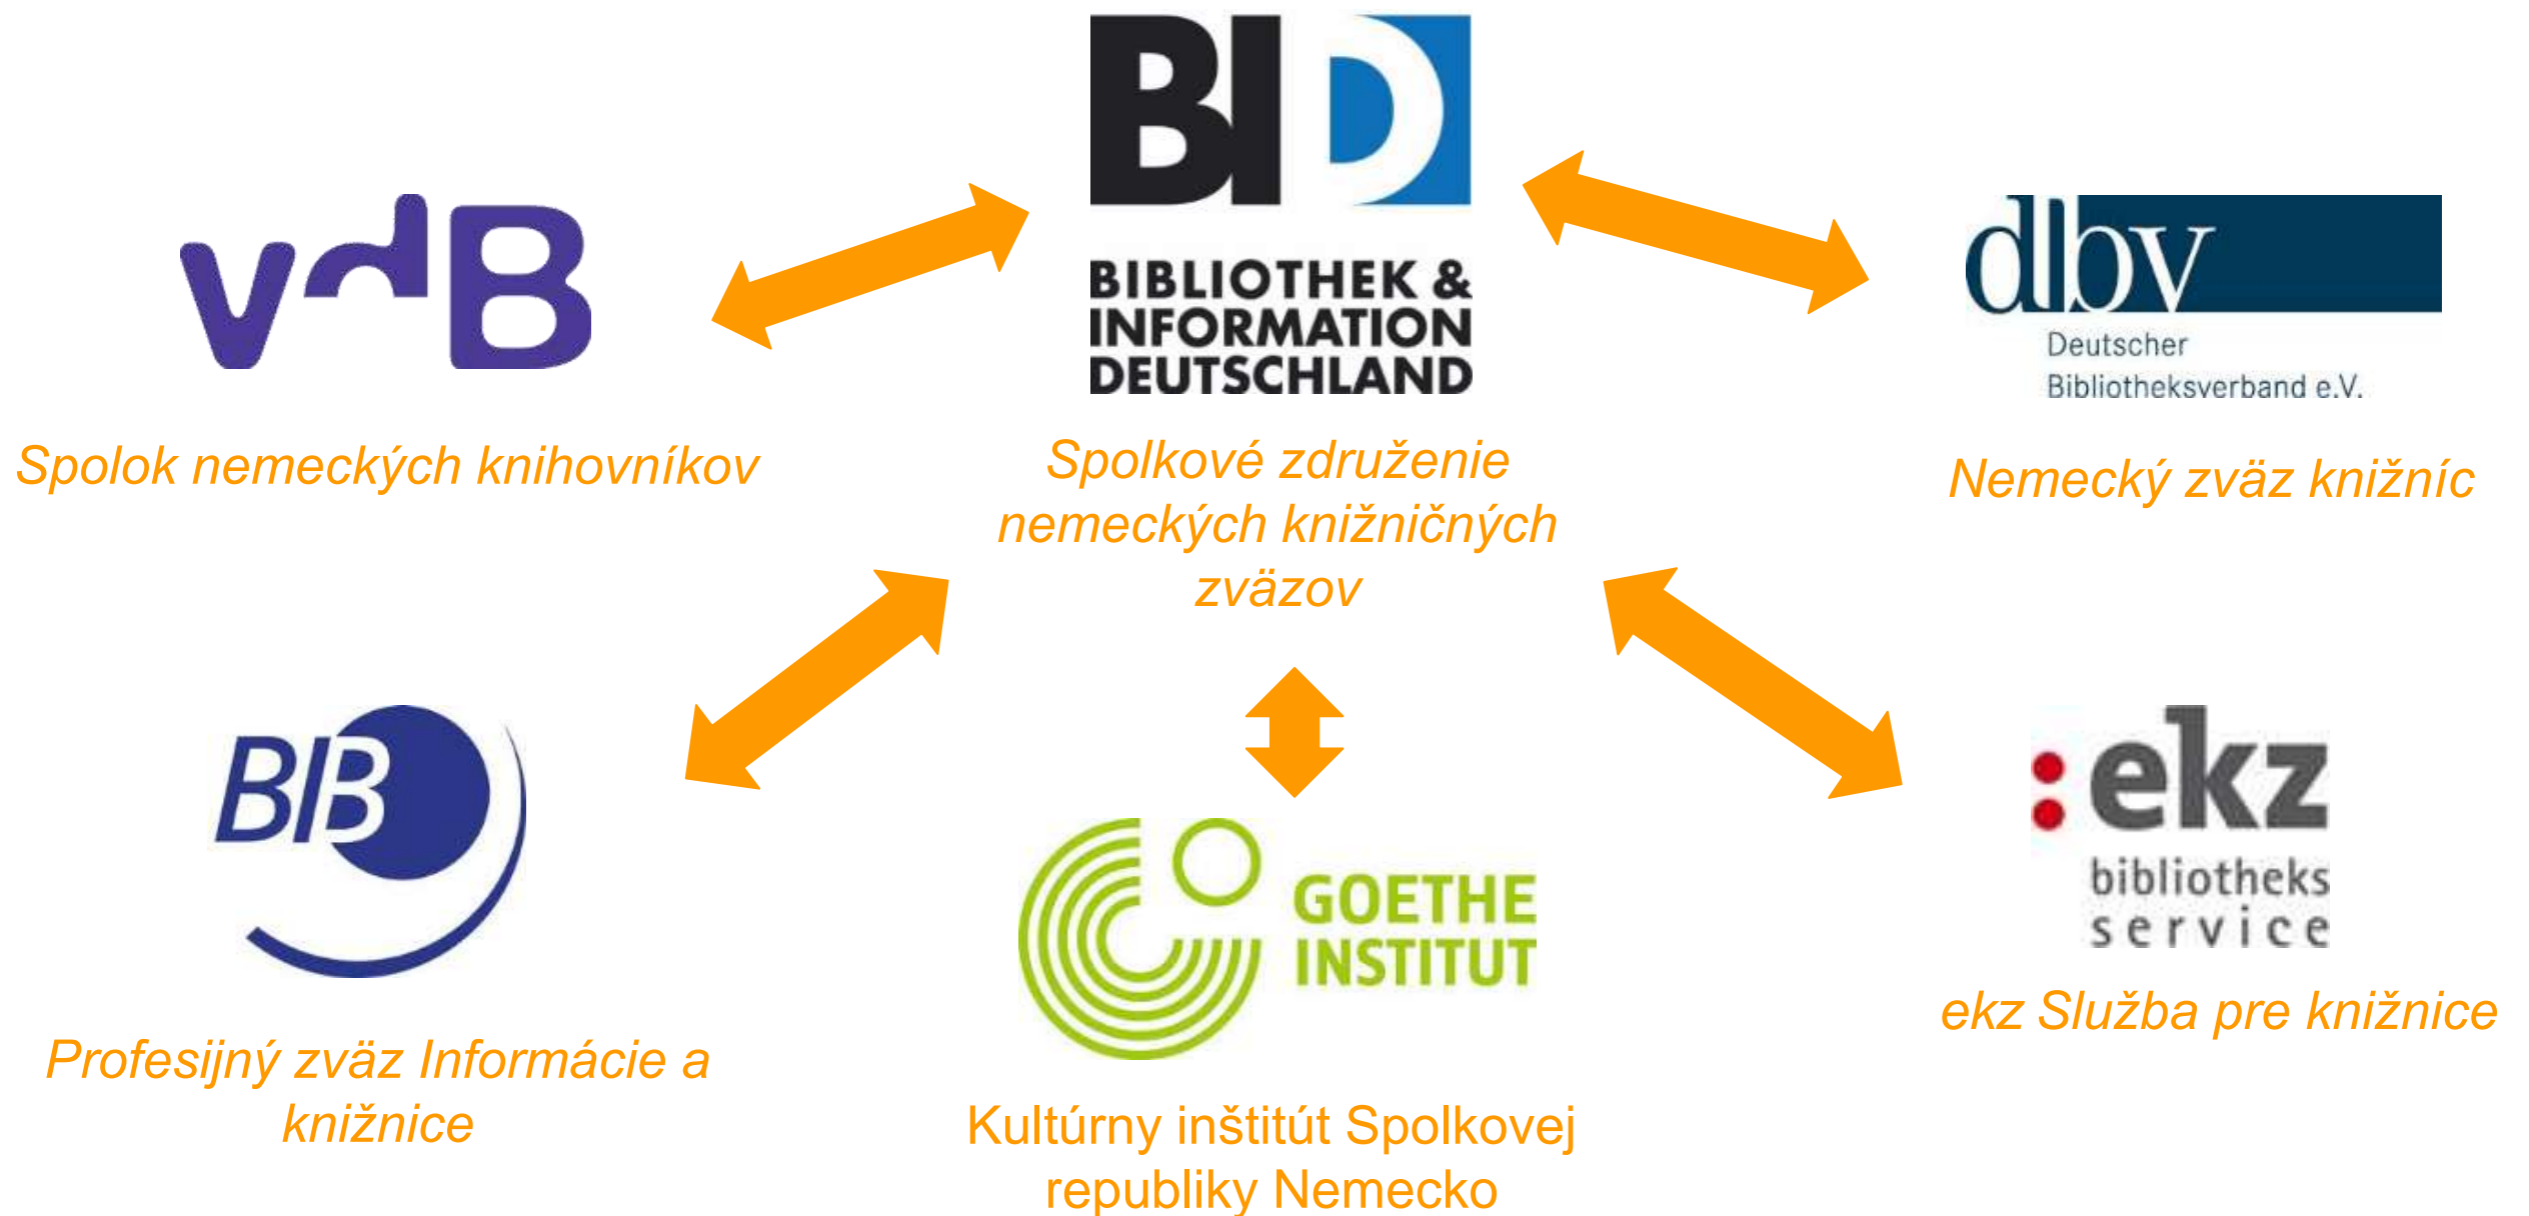 BID
BIBLIOTHEK &
INFORMATION
DEUTSCHLAND
Spolkové združenie
nemeckých knižničných
zväzov
vdB
Spolok nemeckých knihovníkov
dbv
Deutscher
Bibliotheksverband e.V.
Nemecký zväz knižníc
BIB
Profesijný zväz Informácie a
knižnice
GOETHE
INSTITUT
Kultúrny inštitút Spolkovej
republiky Nemecko
:ekz
bibliotheks
service
ekz Služba pre knižnice